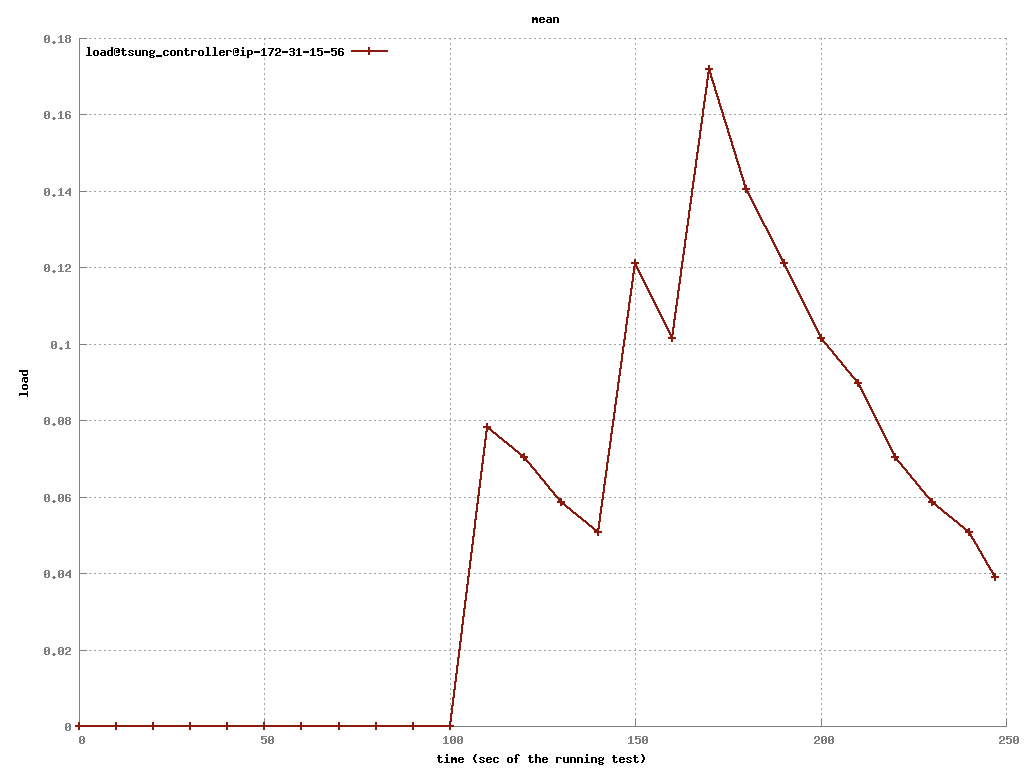 mean
0.18
load@tsung_controller@ip-172-31-15-56
0.16
0.14
0.12
0.1
load
0.08
0.06
0.04
0.02
0
0 50 100 150 200 250
time (sec of the running test)